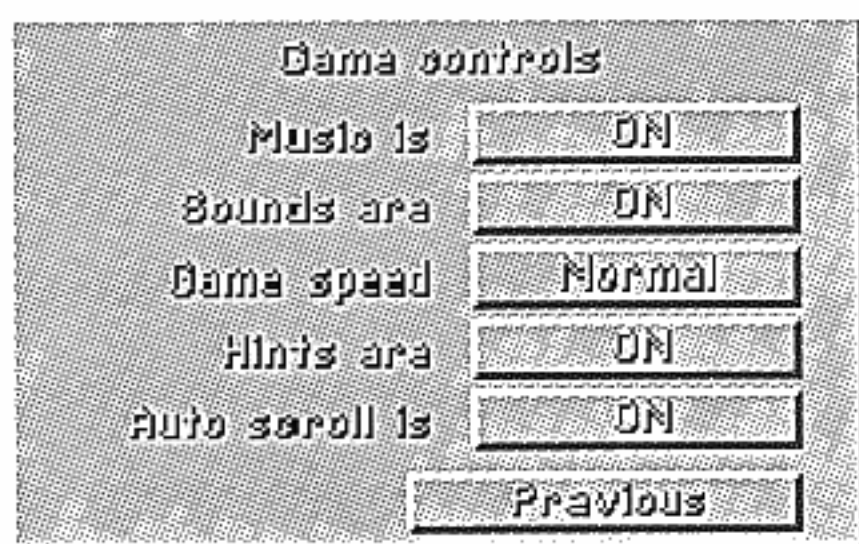 Game controls
Music is ON
Sounds are ON
Game speed Normal
Hints are ON
Auto scroll is ON
Previous